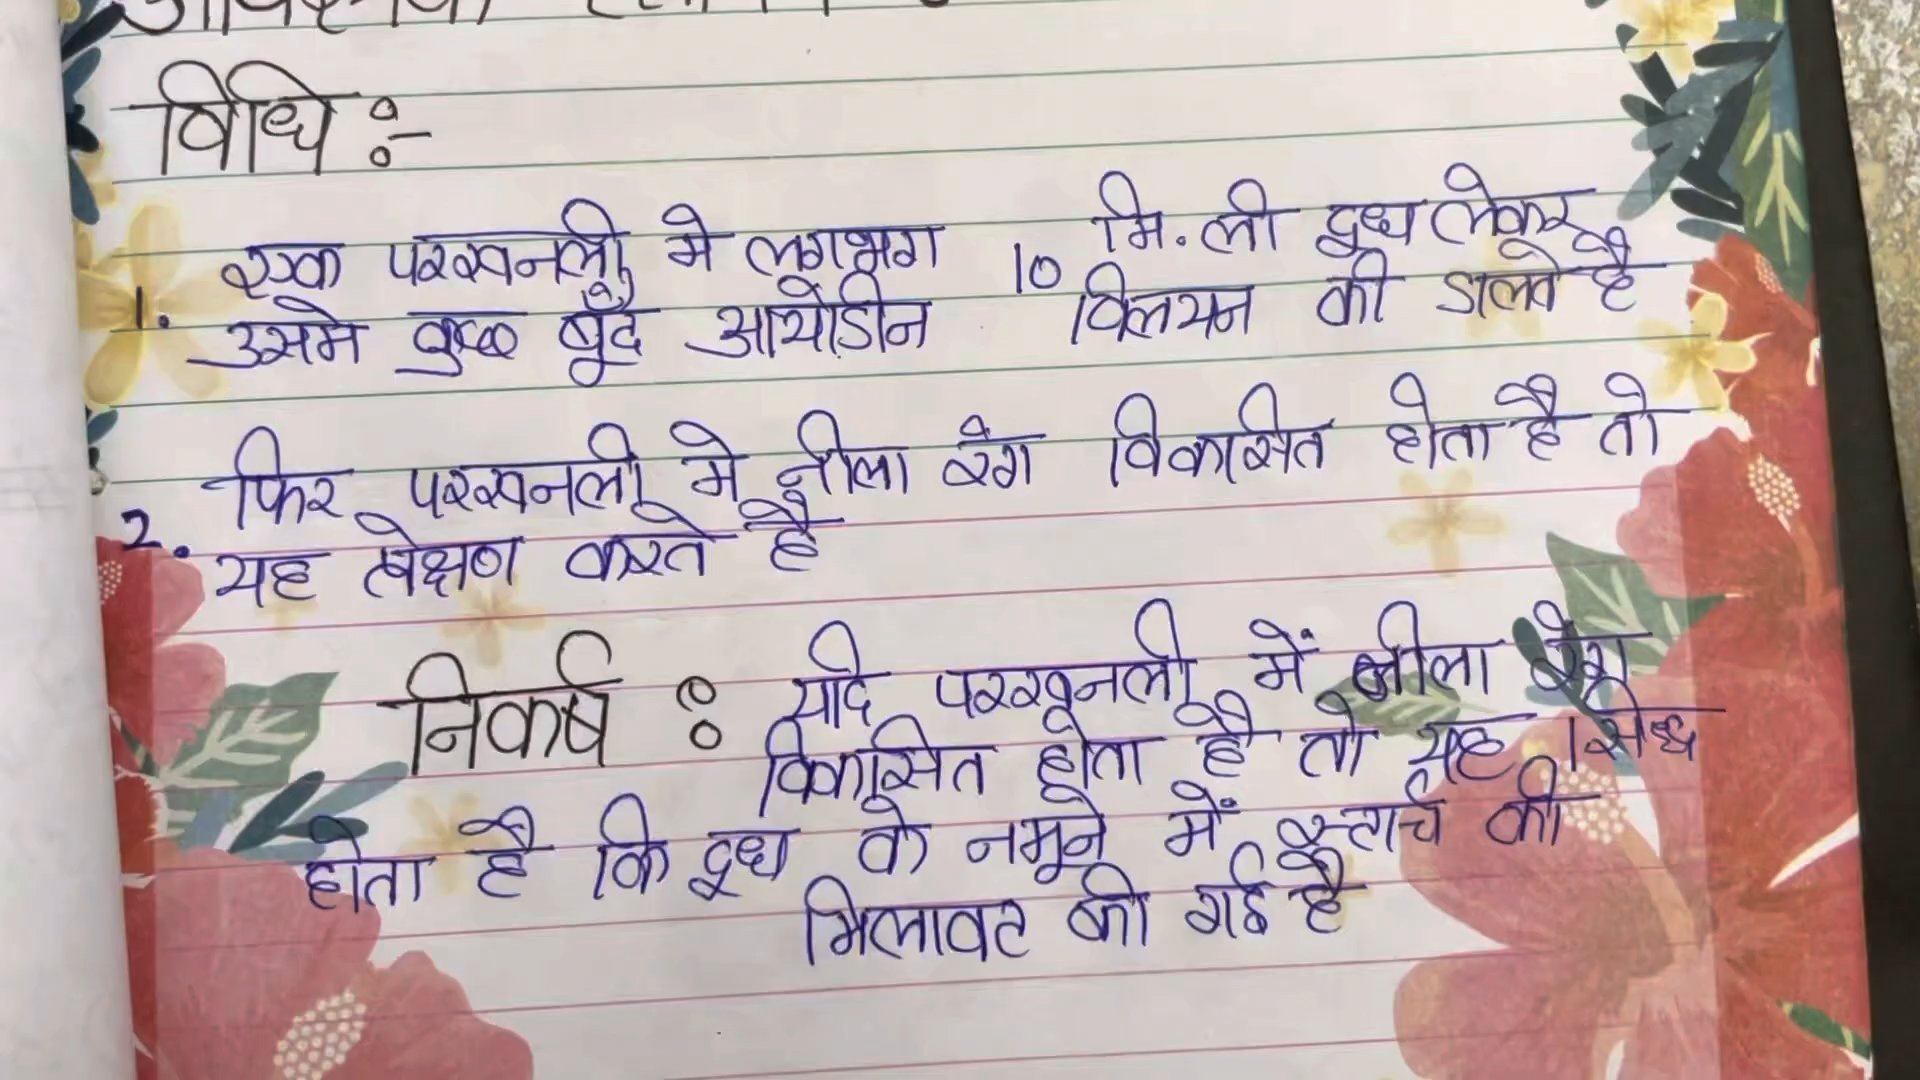 विधि :-
1. एक परखनली मे लगभग 10 मि.ली दूध लेकर
उसमे कुछ बूँद आयोडीन विलयन की डालते है
2. फिर परखनली मे नीला रंग विकासित होता है तो
यह प्रेक्षण करते है
निकर्ष : यदि परखनली में नीला रंग
विकासित होता है तो यह सिध्ध
होता है कि दूध के नमूने में स्टार्च की
मिलावट की गई है